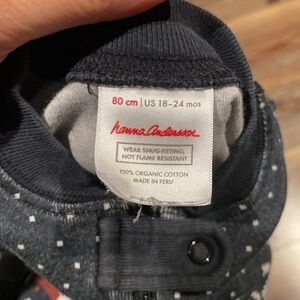 80 cm | US 18-24 mos
hanna andersson
WEAR SNUG-FITTING,
NOT FLAME RESISTANT
100% ORGANIC COTTON
MADE IN PERU